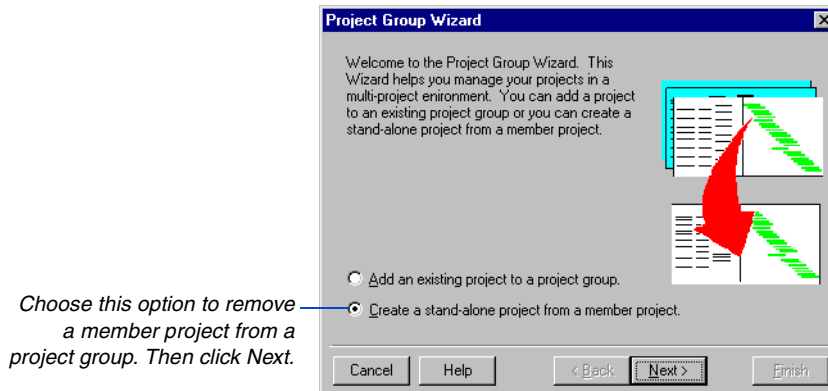 Project Group Wizard
Welcome to the Project Group Wizard. This
Wizard helps you manage your projects in a
multi-project enironment. You can add a project
to an existing project group or you can create a
stand-alone project from a member project.
Add an existing project to a project group.
Create a stand-alone project from a member project.
Choose this option to remove
a member project from a
project group. Then click Next.
Cancel
Help
< Back
Next >
Finish